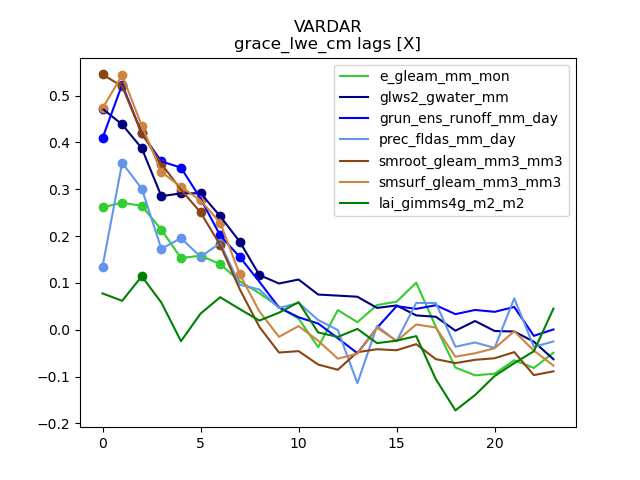 VARDAR
grace_lwe_cm lags [X]
e_gleam_mm_mon
glws2_gwater_mm
grun_ens_runoff_mm_day
prec_fldas_mm_day
smroot_gleam_mm3_mm3
smsurf_gleam_mm3_mm3
lai_gimms4g_m2_m2
0.5
0.4
0.3
0.2
0.1
0.0
−0.1
−0.2
0 5 10 15 20